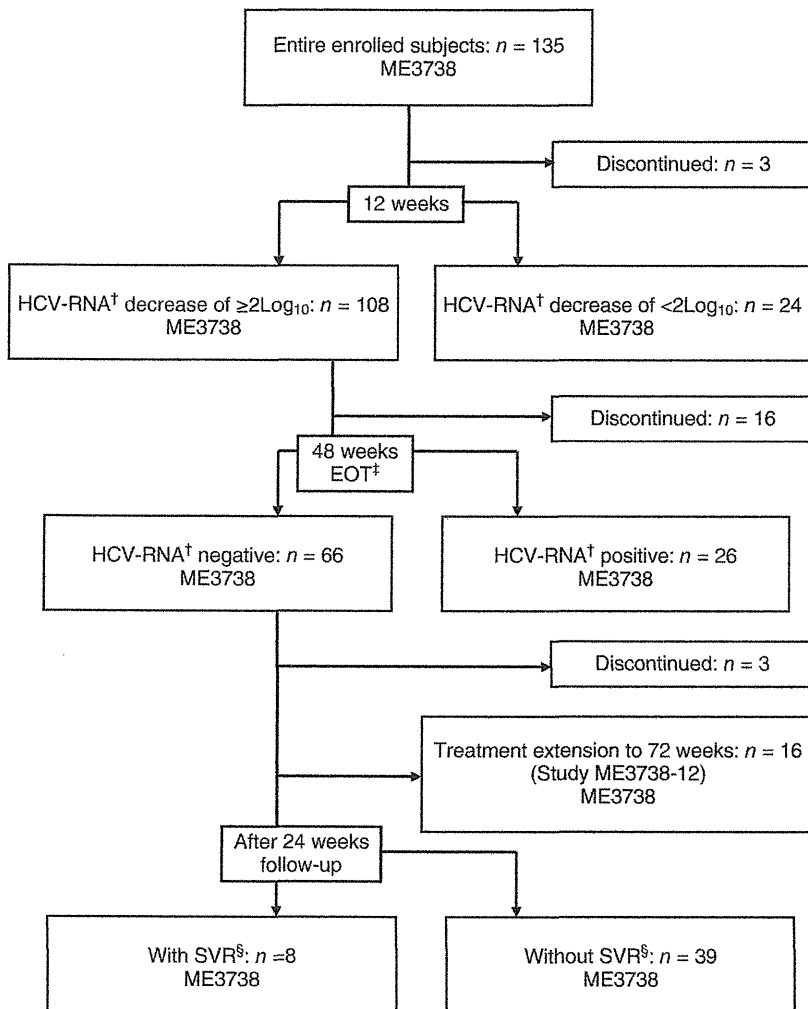 Entire enrolled subjects: n = 135
ME3738
Discontinued: n = 3
12 weeks
HCV-RNA† decrease of ≥2Log₁₀: n = 108
ME3738
HCV-RNA† decrease of <2Log₁₀: n = 24
ME3738
Discontinued: n = 16
48 weeks
EOT‡
HCV-RNA† negative: n = 66
ME3738
HCV-RNA† positive: n = 26
ME3738
Discontinued: n = 3
Treatment extension to 72 weeks: n = 16
(Study ME3738-12)
ME3738
After 24 weeks
follow-up
With SVR§: n =8
ME3738
Without SVR§: n = 39
ME3738